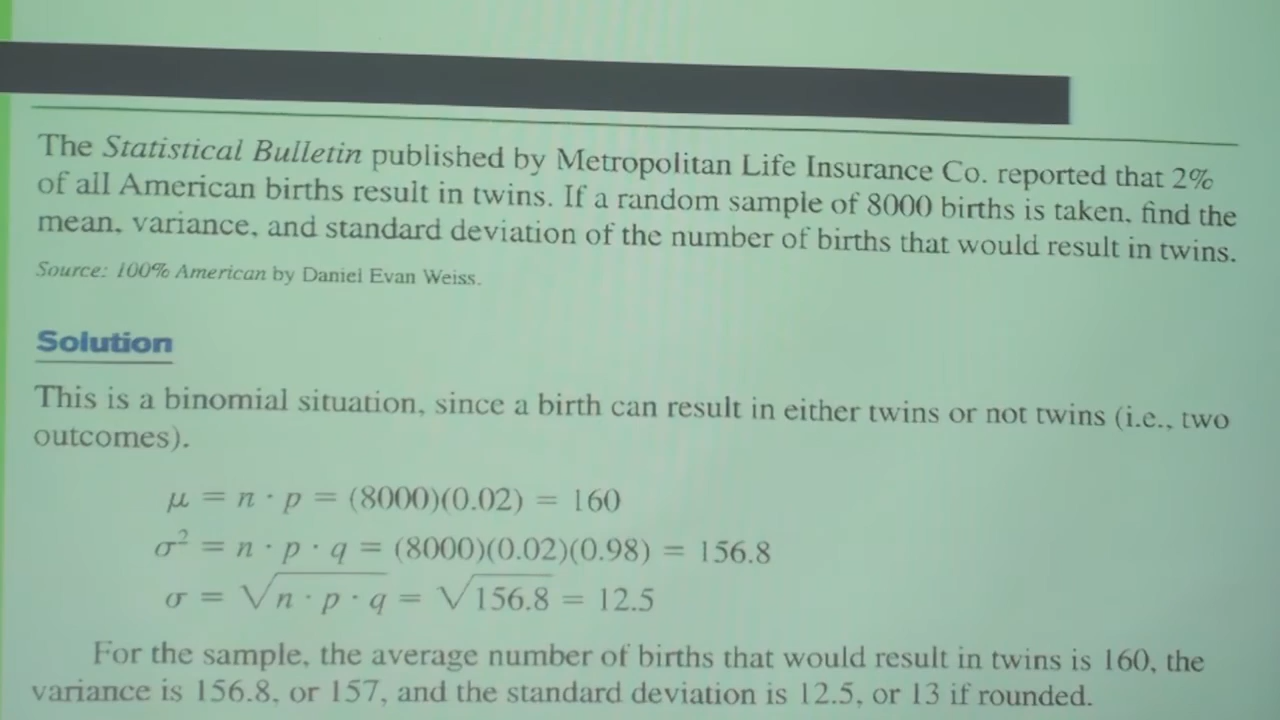 The Statistical Bulletin published by Metropolitan Life Insurance Co. reported that 2%
of all American births result in twins. If a random sample of 8000 births is taken, find the
mean, variance, and standard deviation of the number of births that would result in twins.
Source: 100% American by Daniel Evan Weiss.
Solution
This is a binomial situation, since a birth can result in either twins or not twins (i.e., two
outcomes).
μ = n · p = (8000)(0.02) = 160
σ² = n · p · q = (8000)(0.02)(0.98) = 156.8
σ = √n · p · q = √156.8 = 12.5
For the sample, the average number of births that would result in twins is 160, the
variance is 156.8, or 157, and the standard deviation is 12.5, or 13 if rounded.